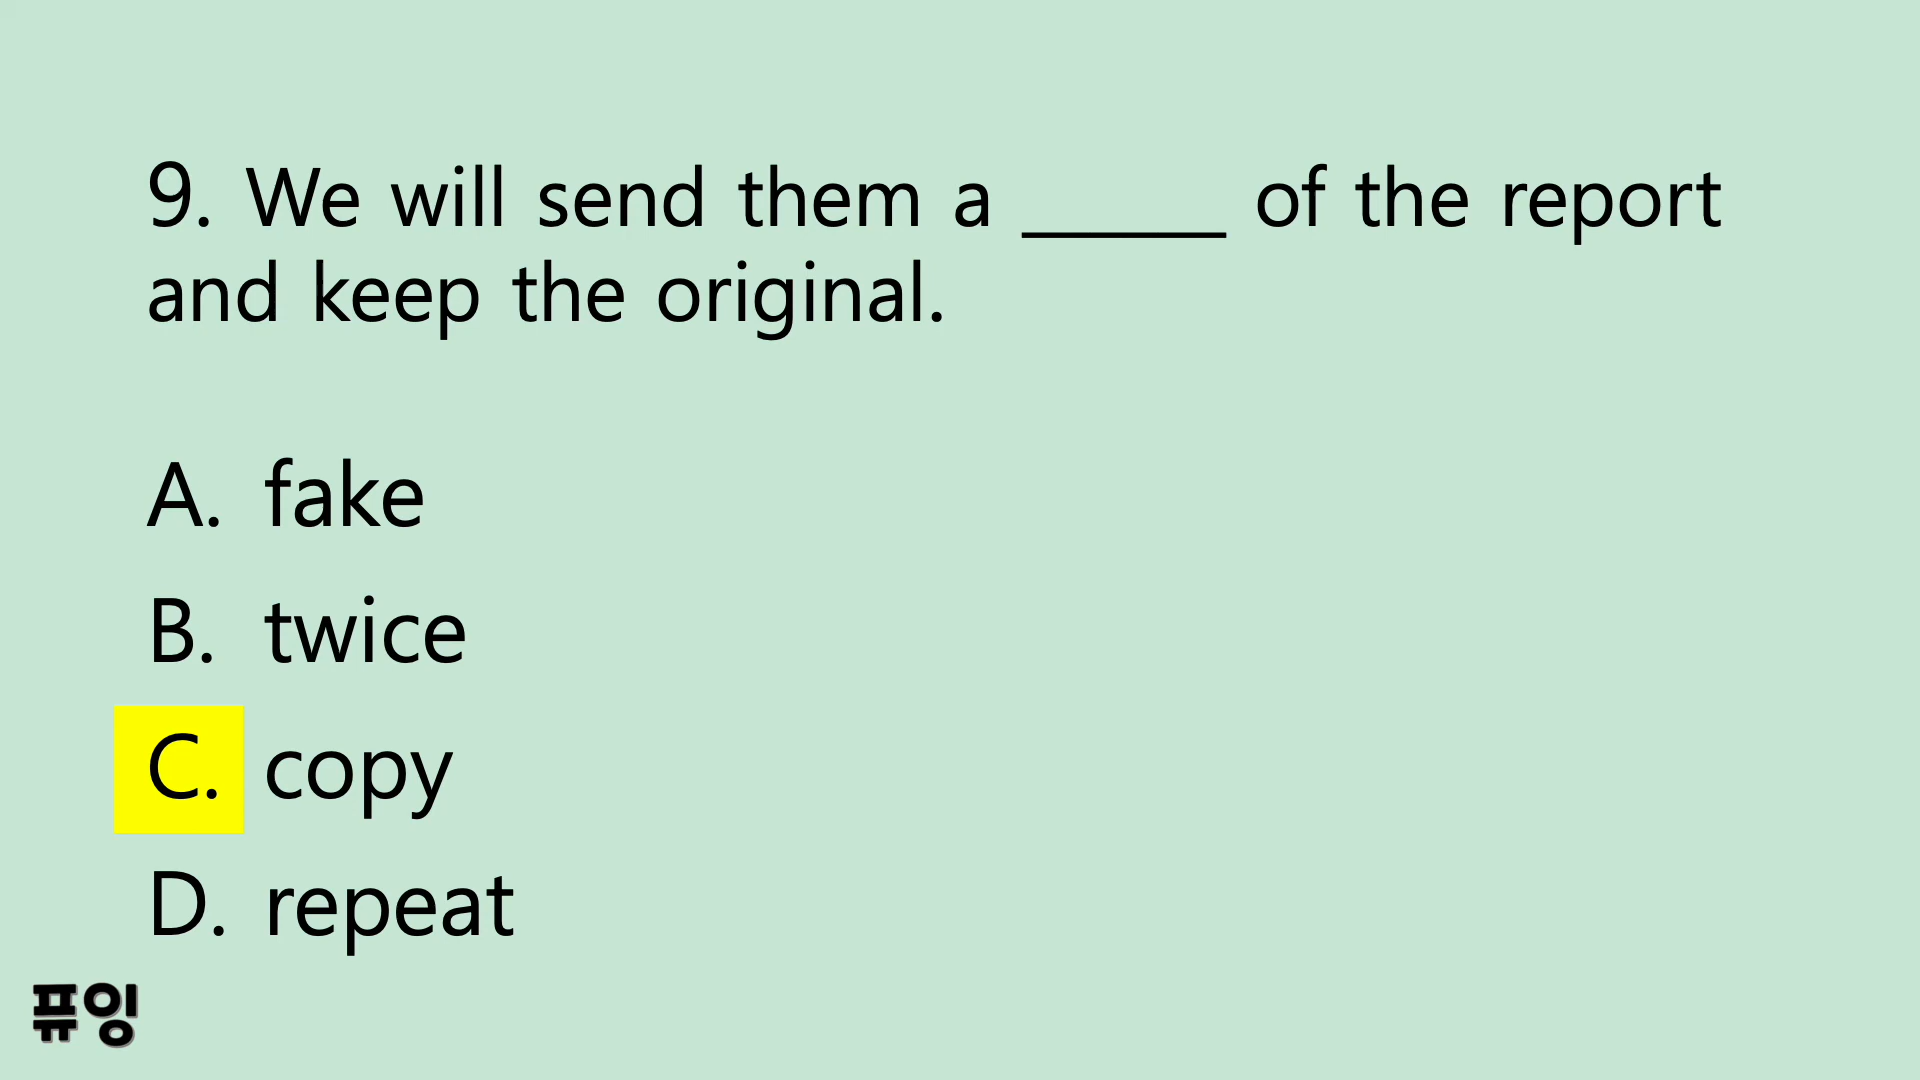 9. We will send them a _____ of the report
and keep the original.
A. fake
B. twice
C. copy
D. repeat
퓨잉